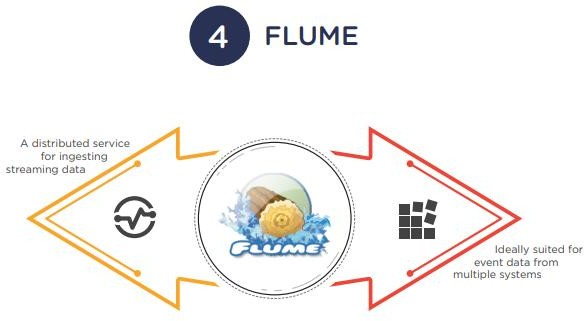 4 FLUME
A distributed service
for ingesting
streaming data
FLUME
Ideally suited for
event data from
multiple systems